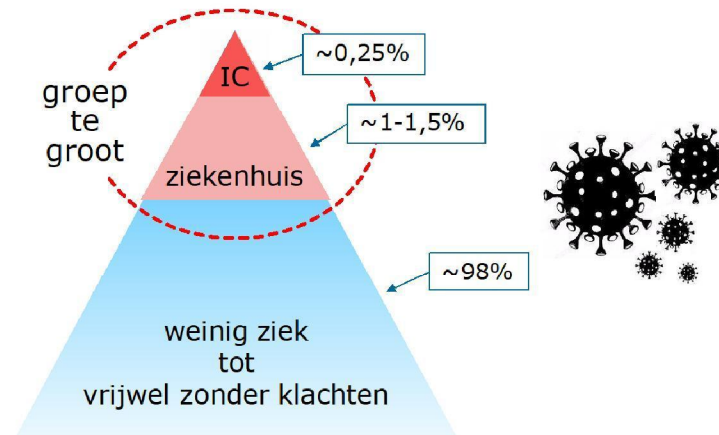 ~0,25%
IC
groep
te
groot
~1-1,5%
ziekenhuis
~98%
weinig ziek
tot
vrijwel zonder klachten